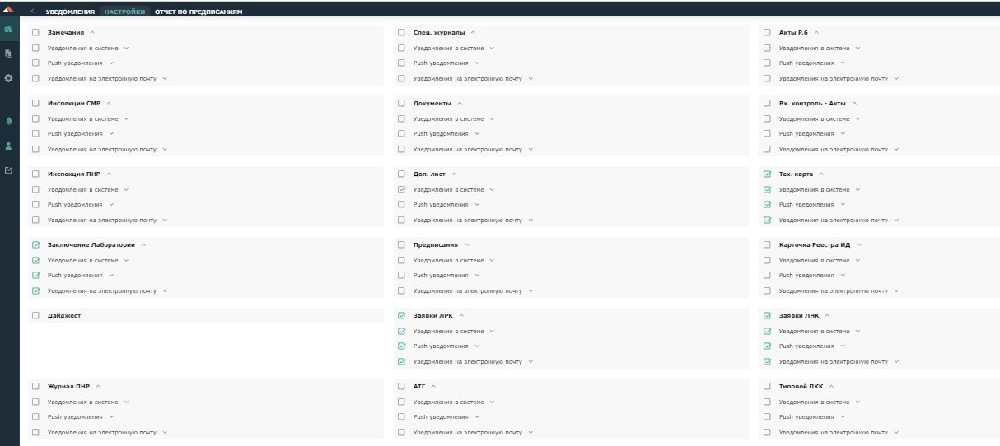 УВЕДОМЛЕНИЯ НАСТРОЙКИ ОТЧЕТ ПО ПРЕДПИСАНИЯМ
Замечания
Уведомления в системе
Push уведомления
Уведомления на электронную почту
Спец. журналы
Уведомления в системе
Push уведомления
Уведомления на электронную почту
Акты Р.6
Уведомления в системе
Push уведомления
Уведомления на электронную почту
Инспекции СМР
Уведомления в системе
Push уведомления
Уведомления на электронную почту
Документы
Уведомления в системе
Push уведомления
Уведомления на электронную почту
Вх. контроль - Акты
Уведомления в системе
Push уведомления
Уведомления на электронную почту
Инспекция ПНР
Уведомления в системе
Push уведомления
Уведомления на электронную почту
Доп. лист
Уведомления в системе
Push уведомления
Уведомления на электронную почту
Тех. карта
Уведомления в системе
Push уведомления
Уведомления на электронную почту
Заключение Лаборатории
Уведомления в системе
Push уведомления
Уведомления на электронную почту
Предписания
Уведомления в системе
Push уведомления
Уведомления на электронную почту
Карточка Реестра ИД
Уведомления в системе
Push уведомления
Уведомления на электронную почту
Дайджест
Заявки ЛРК
Уведомления в системе
Push уведомления
Уведомления на электронную почту
Заявки ЛНК
Уведомления в системе
Push уведомления
Уведомления на электронную почту
Журнал ПНР
Уведомления в системе
Push уведомления
Уведомления на электронную почту
АТГ
Уведомления в системе
Push уведомления
Уведомления на электронную почту
Типовой ПКК
Уведомления в системе
Push уведомления
Уведомления на электронную почту